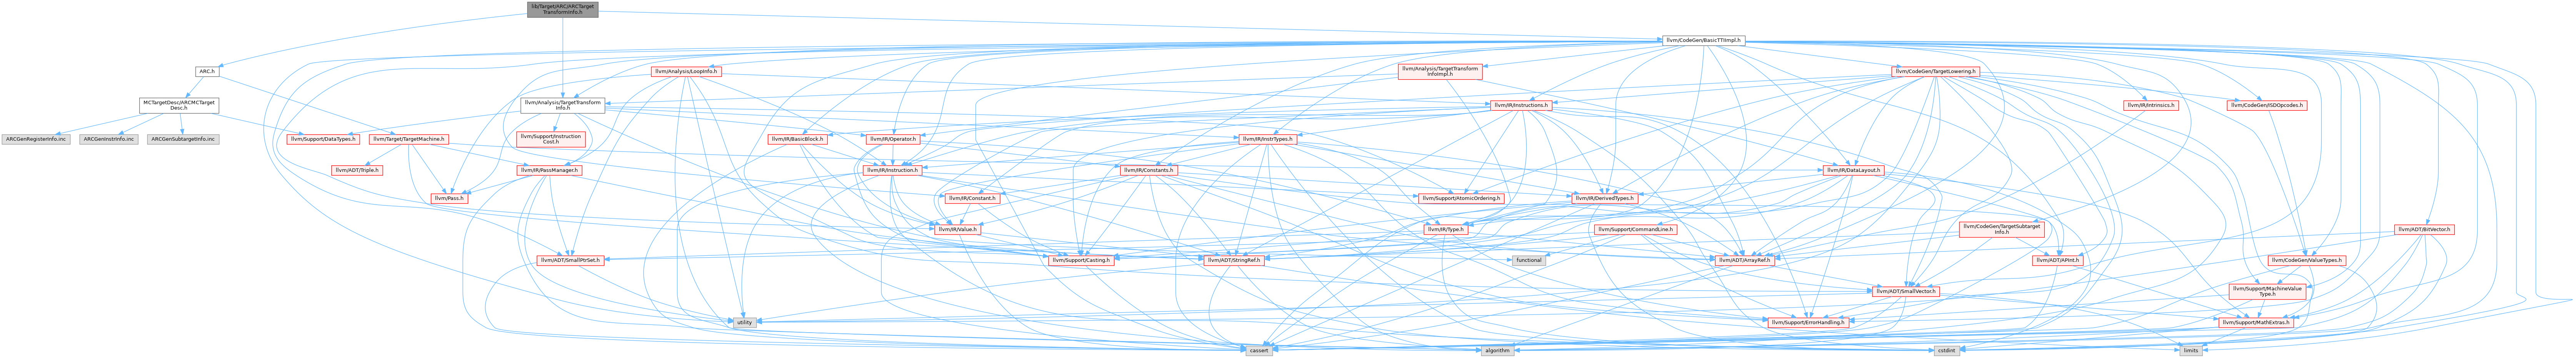 lib/Target/ARC/ARCTarget
TransformInfo.h
llvm/CodeGen/BasicTTIImpl.h
ARC.h
llvm/Analysis/LoopInfo.h
llvm/Analysis/TargetTransform
InfoImpl.h
llvm/CodeGen/TargetLowering.h
MCTargetDesc/ARCMCTarget
Desc.h
llvm/Analysis/TargetTransform
Info.h
llvm/IR/Instructions.h
llvm/IR/Intrinsics.h
llvm/CodeGen/ISDOpcodes.h
ARCGenRegisterInfo.inc
ARCGenInstrInfo.inc
ARCGenSubtargetInfo.inc
llvm/Support/DataTypes.h
llvm/Target/TargetMachine.h
llvm/Support/Instruction
Cost.h
llvm/IR/BasicBlock.h
llvm/IR/Operator.h
llvm/IR/InstrTypes.h
llvm/ADT/Triple.h
llvm/IR/PassManager.h
llvm/IR/Instruction.h
llvm/IR/Constants.h
llvm/IR/DataLayout.h
llvm/Pass.h
llvm/IR/Constant.h
llvm/Support/AtomicOrdering.h
llvm/IR/DerivedTypes.h
llvm/IR/Value.h
llvm/IR/Type.h
llvm/Support/CommandLine.h
llvm/CodeGen/TargetSubtarget
Info.h
llvm/ADT/BitVector.h
llvm/ADT/SmallPtrSet.h
llvm/Support/Casting.h
llvm/ADT/StringRef.h
functional
llvm/ADT/ArrayRef.h
llvm/ADT/APInt.h
llvm/CodeGen/ValueTypes.h
llvm/ADT/SmallVector.h
llvm/Support/MachineValue
Type.h
utility
llvm/Support/ErrorHandling.h
llvm/Support/MathExtras.h
cassert
algorithm
cstdint
limits